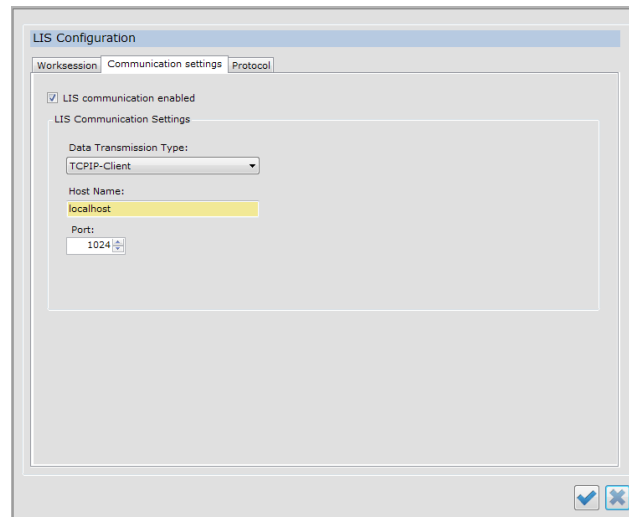 LIS Configuration
Worksession Communication settings Protocol
LIS communication enabled
LIS Communication Settings
Data Transmission Type:
TCPIP-Client
Host Name:
localhost
Port:
1024